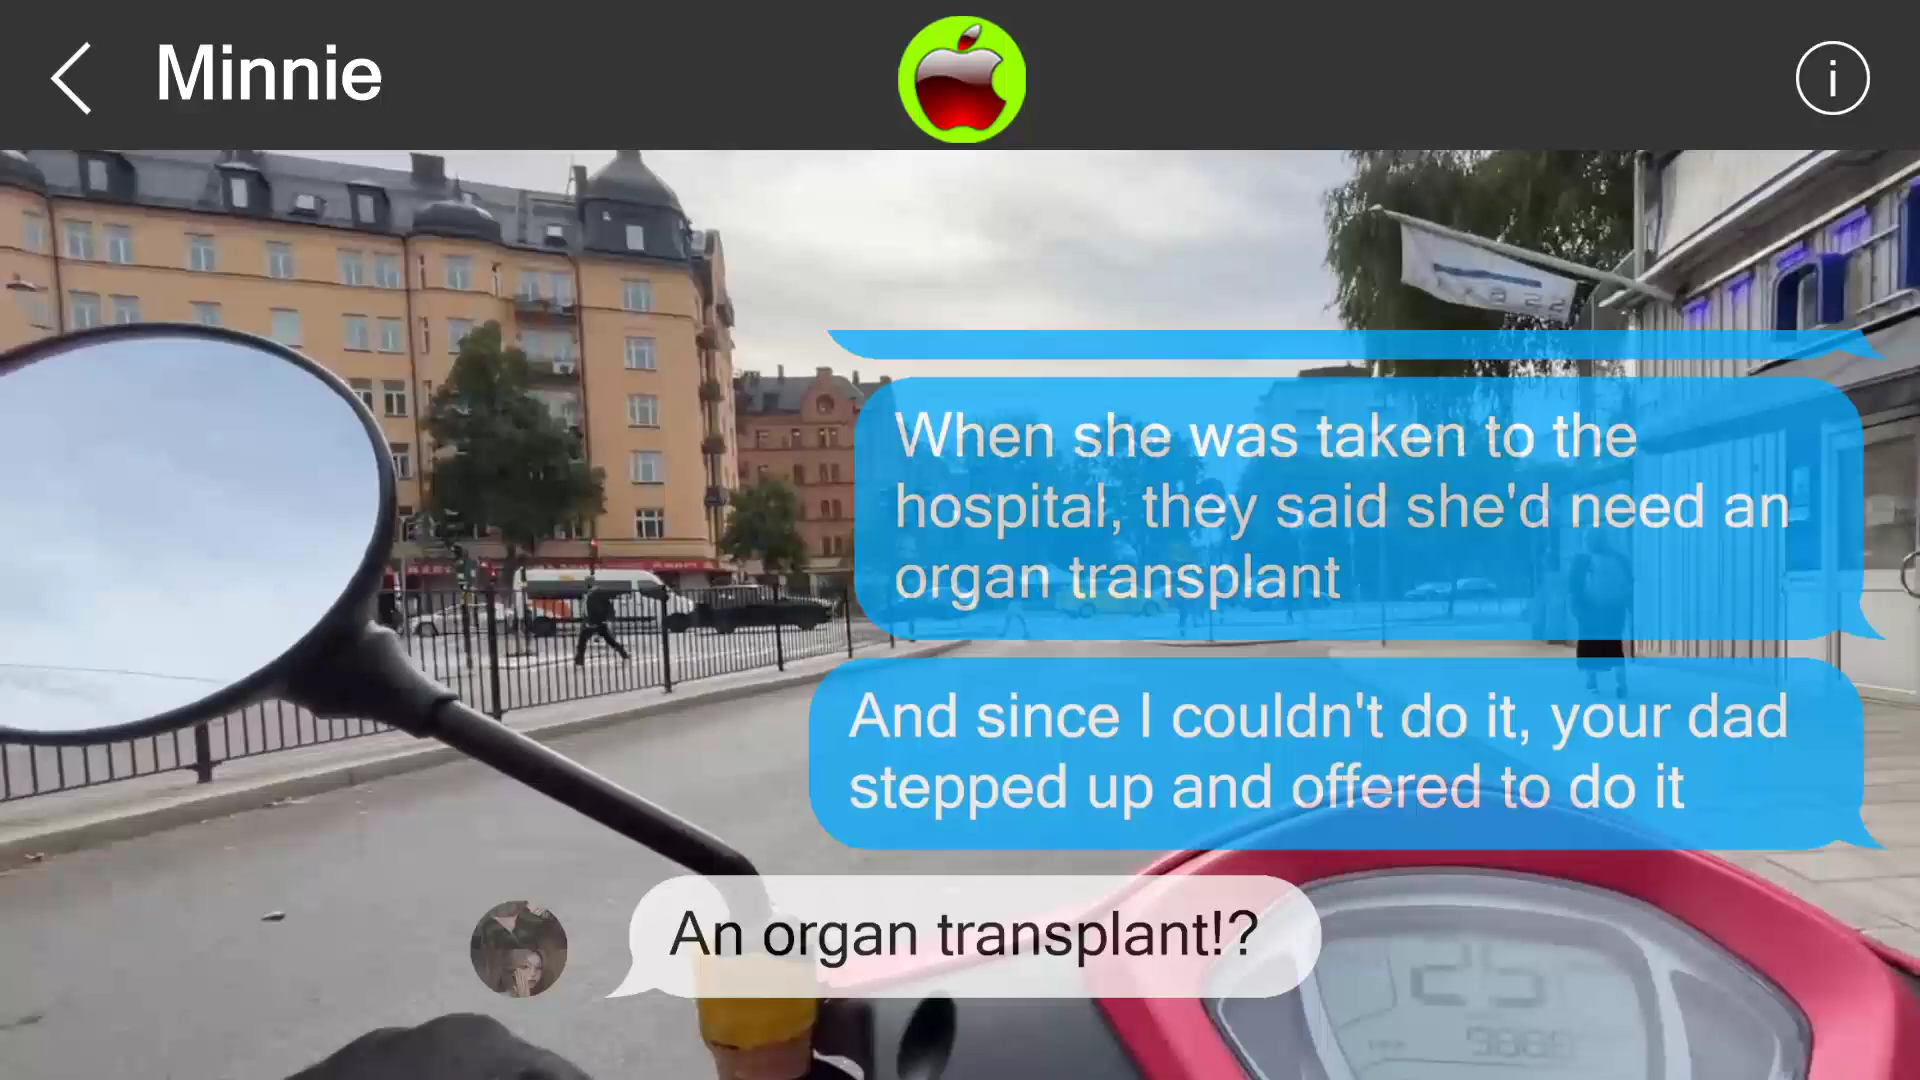 Minnie
When she was taken to the
hospital, they said she'd need an
organ transplant
And since I couldn't do it, your dad
stepped up and offered to do it
An organ transplant!?
25